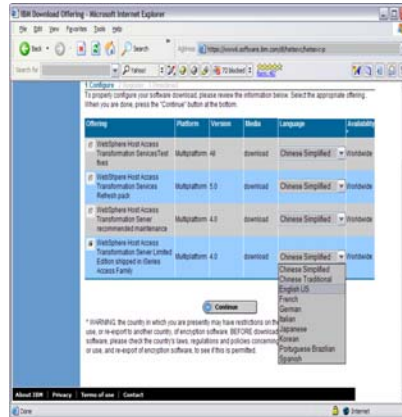 IBM Download Offering - Microsoft Internet Explorer
File Edit View Favorites Tools Help
Back Search Address
Search for
1 Configure
To properly configure your software download, please review the information below. Select the appropriate offering.
When you are done, press the "Continue" button at the bottom.
Offering Platform Version Media Language Availability
WebSphere Host Access Transformation Services Test fixes Multiplatform download Chinese Simplified Worldwide
WebSphere Host Access Transformation Services Refresh pack Multiplatform 5.0 download Chinese Simplified Worldwide
WebSphere Host Access Transformation Server recommended maintenance Multiplatform 4.0 download Chinese Simplified Worldwide
WebSphere Host Access Transformation Server Limited Edition shipped in iSeries Access Family Multiplatform 4.0 download Chinese Simplified Worldwide
Chinese Simplified
Chinese Traditional
English US
French
German
Italian
Japanese
Korean
Portuguese Brazilian
Spanish
Continue
* WARNING: the country in which you are presently may have restrictions on the
use, or re-export to another country, of encryption software. BEFORE
software, please check the country's laws, regulations and policies concerning
or use, and re-export of encryption software, to see if this is permitted.
About IBM | Privacy | Terms of use | Contact
Done Internet